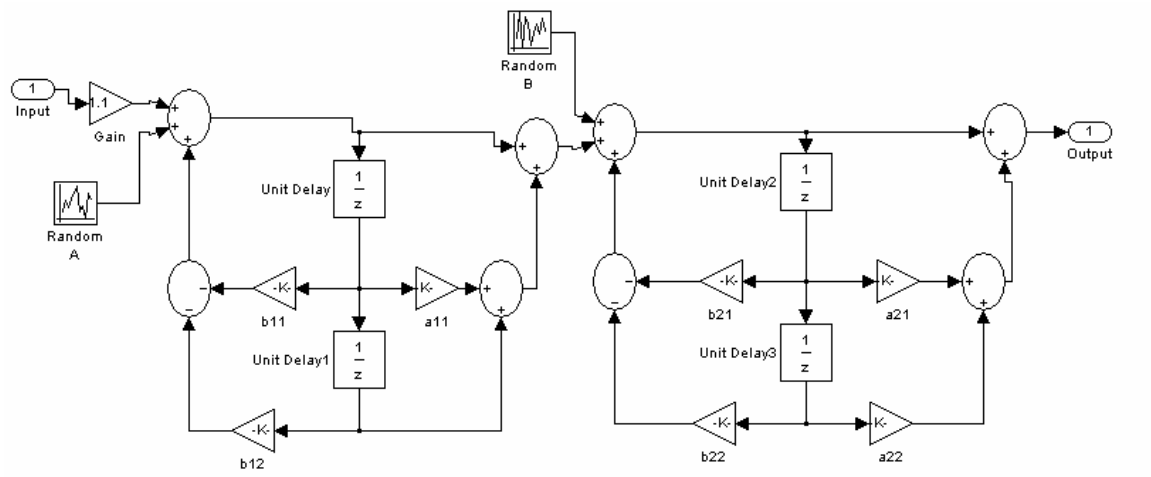 Random
B
1
Input
1.1
Gain
+
+
+
+
+
+
+
+
+
+
1
Output
Random
A
Unit Delay
1
z
Unit Delay2
1
z
-
-
-K-
b11
K-
a11
+
+
-
-K-
b21
K-
a21
+
+
Unit Delay1
1
z
Unit Delay3
1
z
-K-
b12
-K-
b22
K-
a22